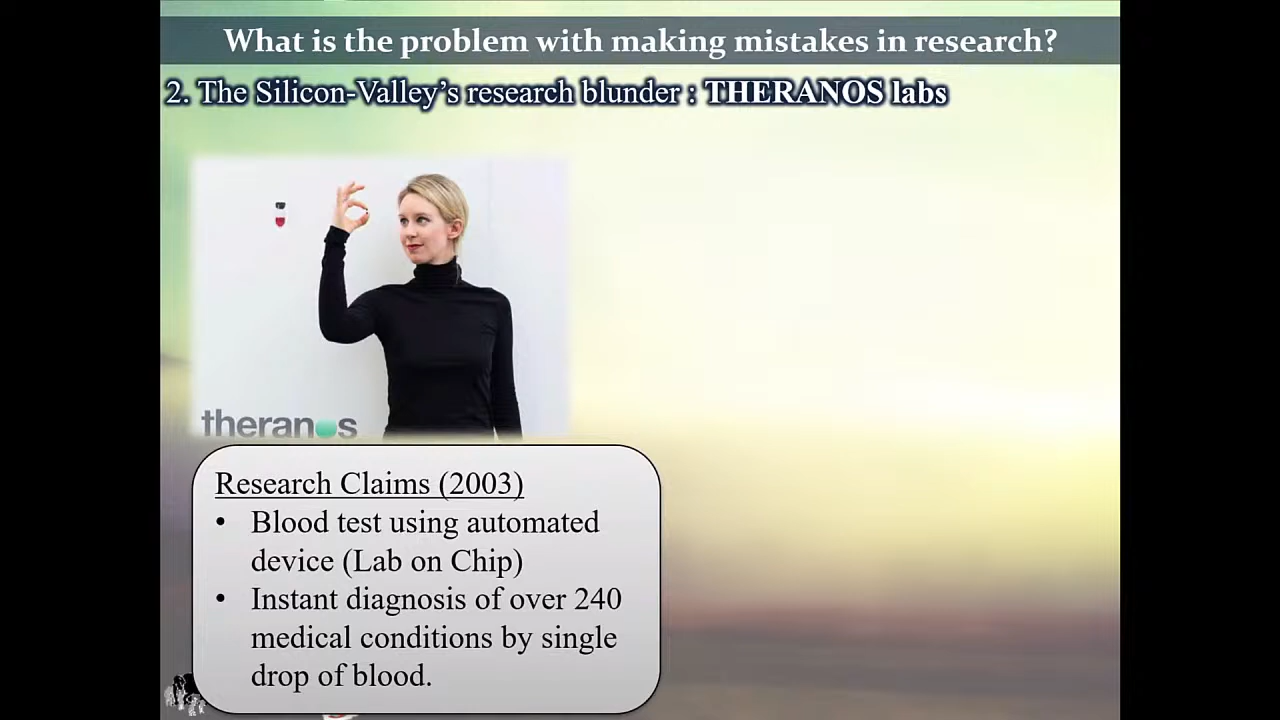 What is the problem with making mistakes in research?
2. The Silicon-Valley's research blunder : THERANOS labs
theranos
Research Claims (2003)
• Blood test using automated
device (Lab on Chip)
• Instant diagnosis of over 240
medical conditions by single
drop of blood.